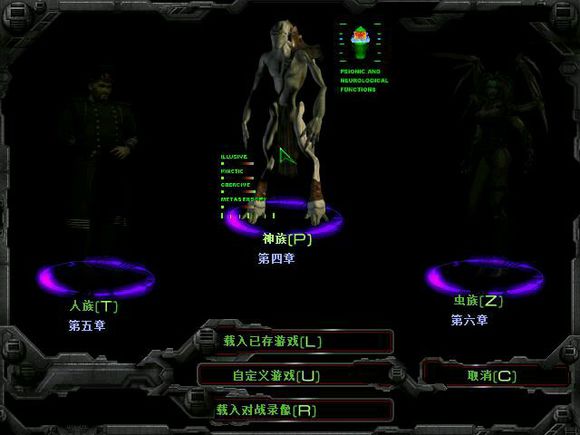 PSIONIC AND
NEUROLOGICAL
FUNCTIONS
ILLUSIVE
COERCIVE
神族(P)
第四章
人族(T)
第五章
虫族(Z)
第六章
载入已存游戏(L)
自定义游戏(U)
取消(C)
载入对战录像(R)